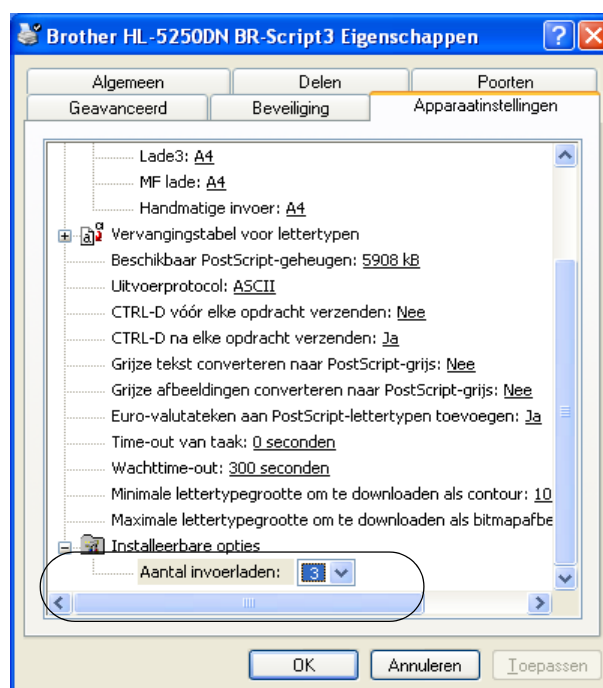 Brother HL-5250DN BR-Script3 Eigenschappen
Algemeen Delen Poorten
Geavanceerd Beveiliging Apparaatinstellingen
Lade3: A4
MF lade: A4
Handmatige invoer: A4
Vervangingstabel voor lettertypen
Beschikbaar PostScript-geheugen: 5908 kB
Uitvoerprotocol: ASCII
CTRL-D vóór elke opdracht verzenden: Nee
CTRL-D na elke opdracht verzenden: Ja
Grijze tekst converteren naar PostScript-grijs: Nee
Grijze afbeeldingen converteren naar PostScript-grijs: Nee
Euro-valutateken aan PostScript-lettertypen toevoegen: Ja
Time-out van taak: 0 seconden
Wachttime-out: 300 seconden
Minimale lettertypegrootte om te downloaden als contour: 10
Maximale lettertypegrootte om te downloaden als bitmapafbe
Installeerbare opties
Aantal invoerladen: 3
OK Annuleren Toepassen